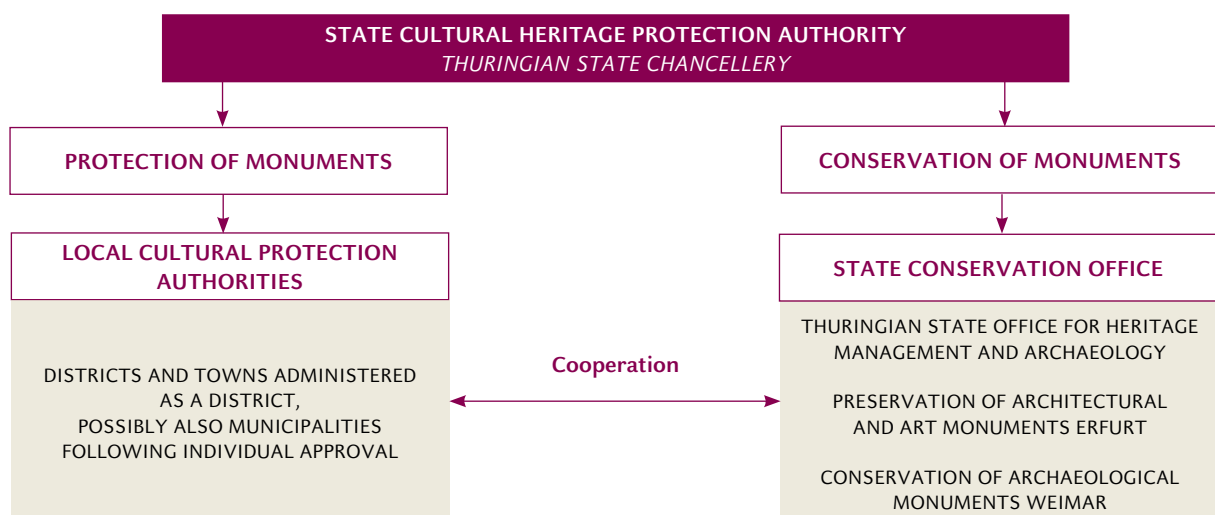 STATE CULTURAL HERITAGE PROTECTION AUTHORITY
THURINGIAN STATE CHANCELLERY
PROTECTION OF MONUMENTS
LOCAL CULTURAL PROTECTION
AUTHORITIES
DISTRICTS AND TOWNS ADMINISTERED
AS A DISTRICT,
POSSIBLY ALSO MUNICIPALITIES
FOLLOWING INDIVIDUAL APPROVAL
Cooperation
CONSERVATION OF MONUMENTS
STATE CONSERVATION OFFICE
THURINGIAN STATE OFFICE FOR HERITAGE
MANAGEMENT AND ARCHAEOLOGY
PRESERVATION OF ARCHITECTURAL
AND ART MONUMENTS ERFURT
CONSERVATION OF ARCHAEOLOGICAL
MONUMENTS WEIMAR